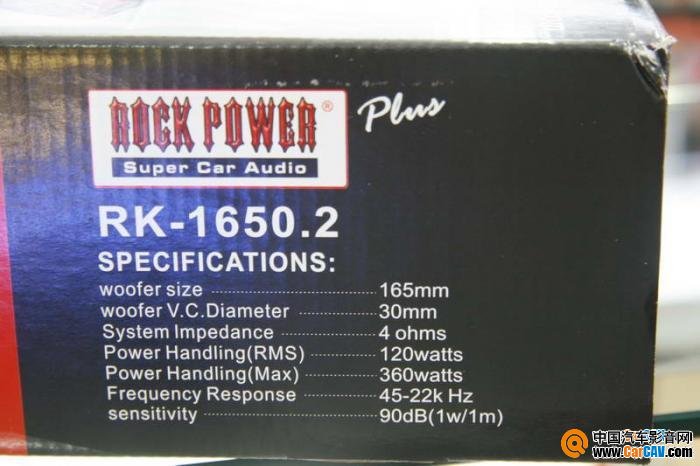 ROCK POWER® Plus
Super Car Audio
RK-1650.2
SPECIFICATIONS:
woofer size 165mm
woofer V.C.Diameter 30mm
System Impedance 4 ohms
Power Handling(RMS) 120watts
Power Handling(Max) 360watts
Frequency Response 45-22k Hz
sensitivity 90dB(1w/1m)
中国汽车影音网
www.CarCAV.com